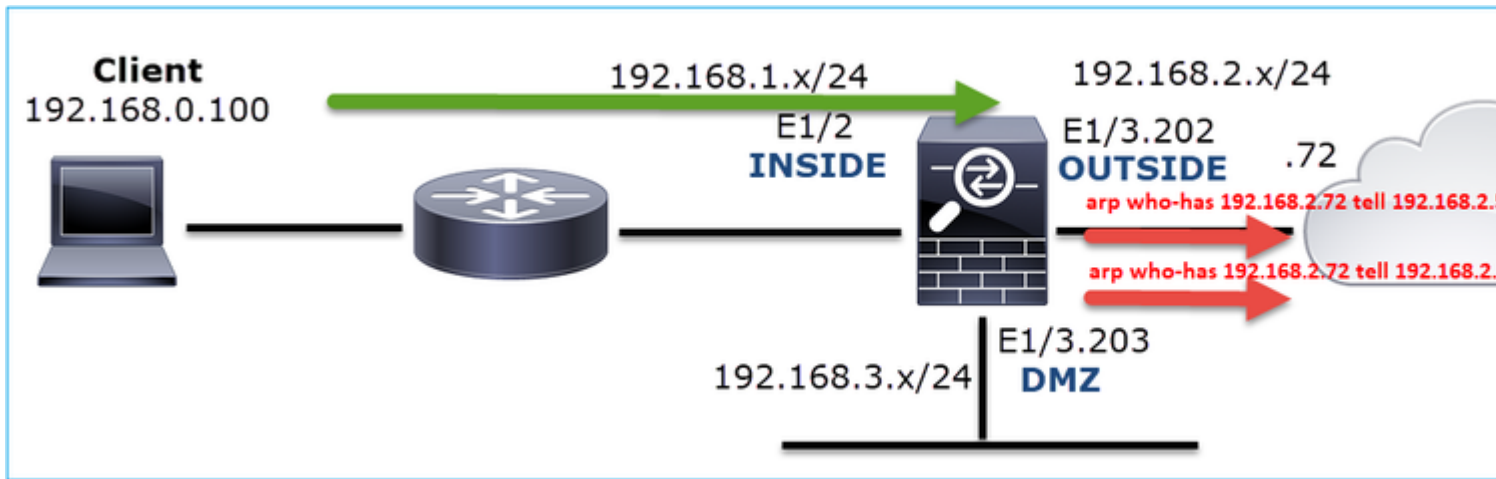 Client
192.168.0.100
192.168.1.x/24
192.168.2.x/24
E1/2
INSIDE
E1/3.202
OUTSIDE
.72
arp who-has 192.168.2.72 tell
arp who-has 192.168.2.72 tell
E1/3.203
DMZ
192.168.3.x/24